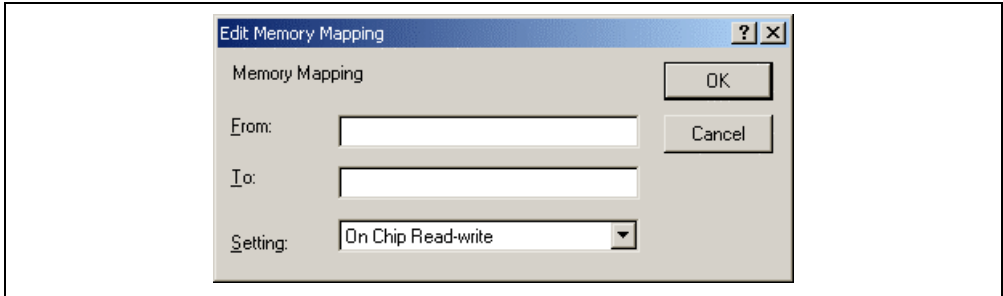 Edit Memory Mapping
Memory Mapping
OK
From:
Cancel
To:
Setting:
On Chip Read-write